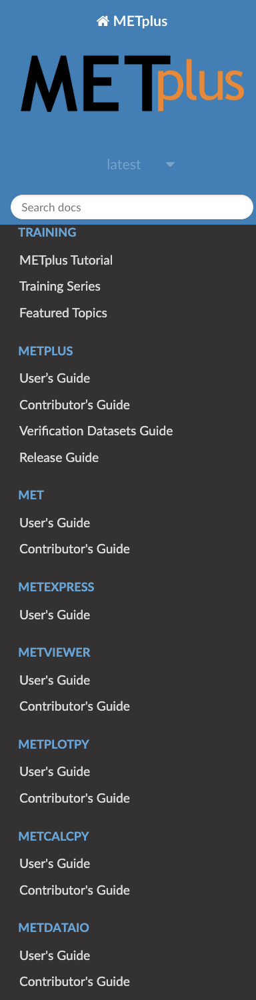 METplus
METplus
latest
Search docs
TRAINING
METplus Tutorial
Training Series
Featured Topics
METPLUS
User’s Guide
Contributor’s Guide
Verification Datasets Guide
Release Guide
MET
User's Guide
Contributor's Guide
METEXPRESS
User's Guide
METVIEWER
User's Guide
Contributor's Guide
METPLOTPY
User's Guide
Contributor's Guide
METCALCPY
User's Guide
Contributor's Guide
METDATAIO
User's Guide
Contributor's Guide